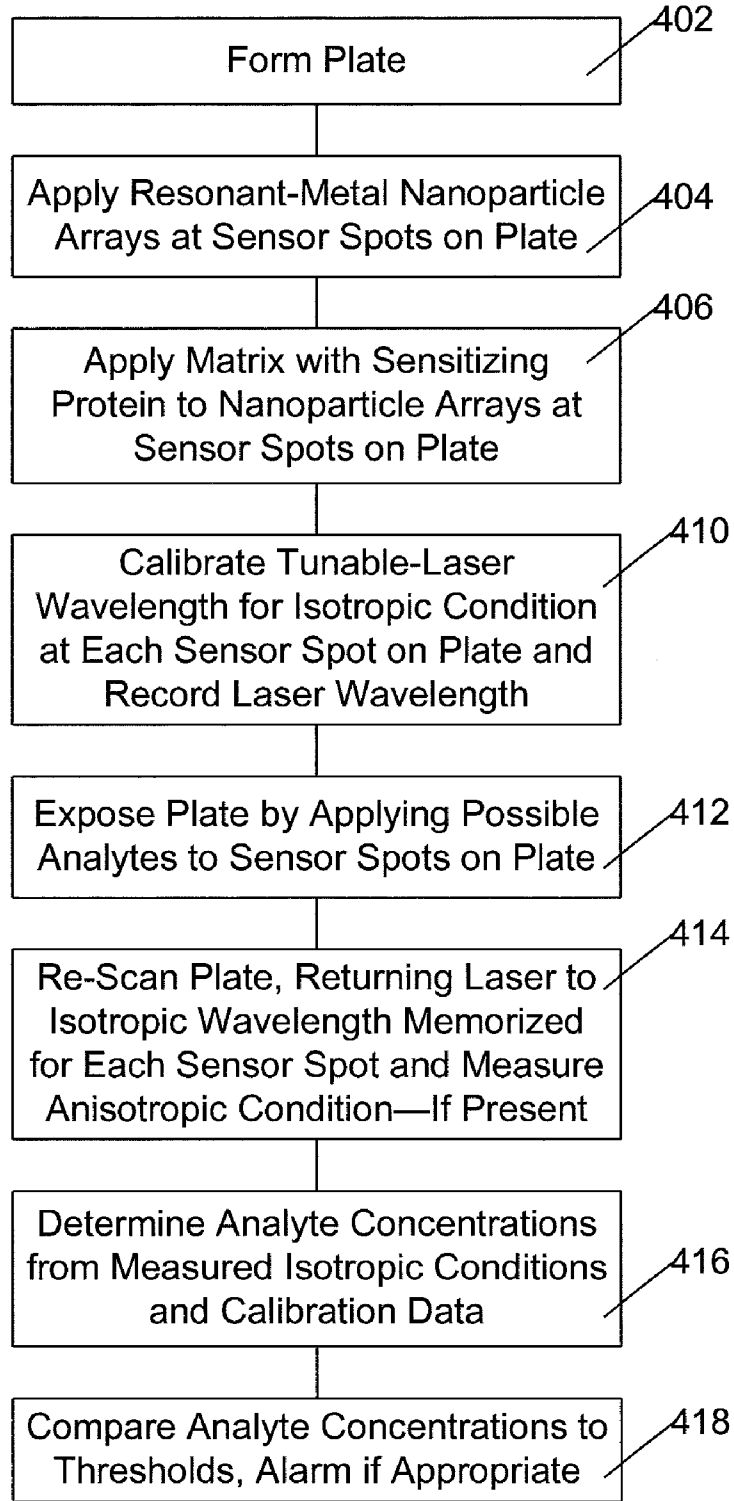 402
Form Plate
Apply Resonant-Metal Nanoparticle
Arrays at Sensor Spots on Plate
404
406
Apply Matrix with Sensitizing
Protein to Nanoparticle Arrays at
Sensor Spots on Plate
410
Calibrate Tunable-Laser
Wavelength for Isotropic Condition
at Each Sensor Spot on Plate and
Record Laser Wavelength
Expose Plate by Applying Possible
Analytes to Sensor Spots on Plate
412
414
Re-Scan Plate, Returning Laser to
Isotropic Wavelength Memorized
for Each Sensor Spot and Measure
Anisotropic Condition—If Present
Determine Analyte Concentrations
from Measured Isotropic Conditions
and Calibration Data
416
Compare Analyte Concentrations to
Thresholds, Alarm if Appropriate
418